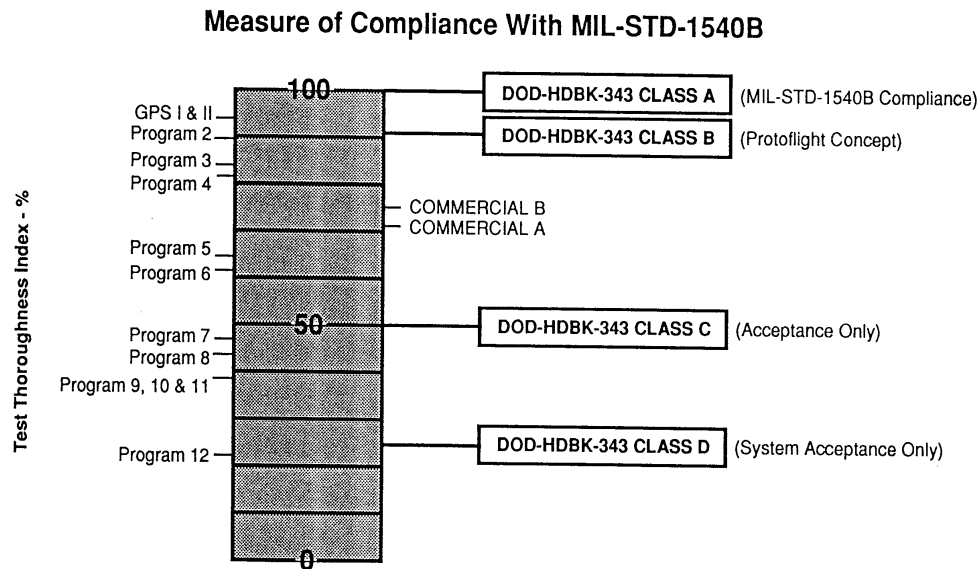 Measure of Compliance With MIL-STD-1540B
Test Thoroughness Index - %
100
50
0
GPS I & II
Program 2
Program 3
Program 4
Program 5
Program 6
Program 7
Program 8
Program 9, 10 & 11
Program 12
DOD-HDBK-343 CLASS A (MIL-STD-1540B Compliance)
DOD-HDBK-343 CLASS B (Protoflight Concept)
COMMERCIAL B
COMMERCIAL A
DOD-HDBK-343 CLASS C (Acceptance Only)
DOD-HDBK-343 CLASS D (System Acceptance Only)